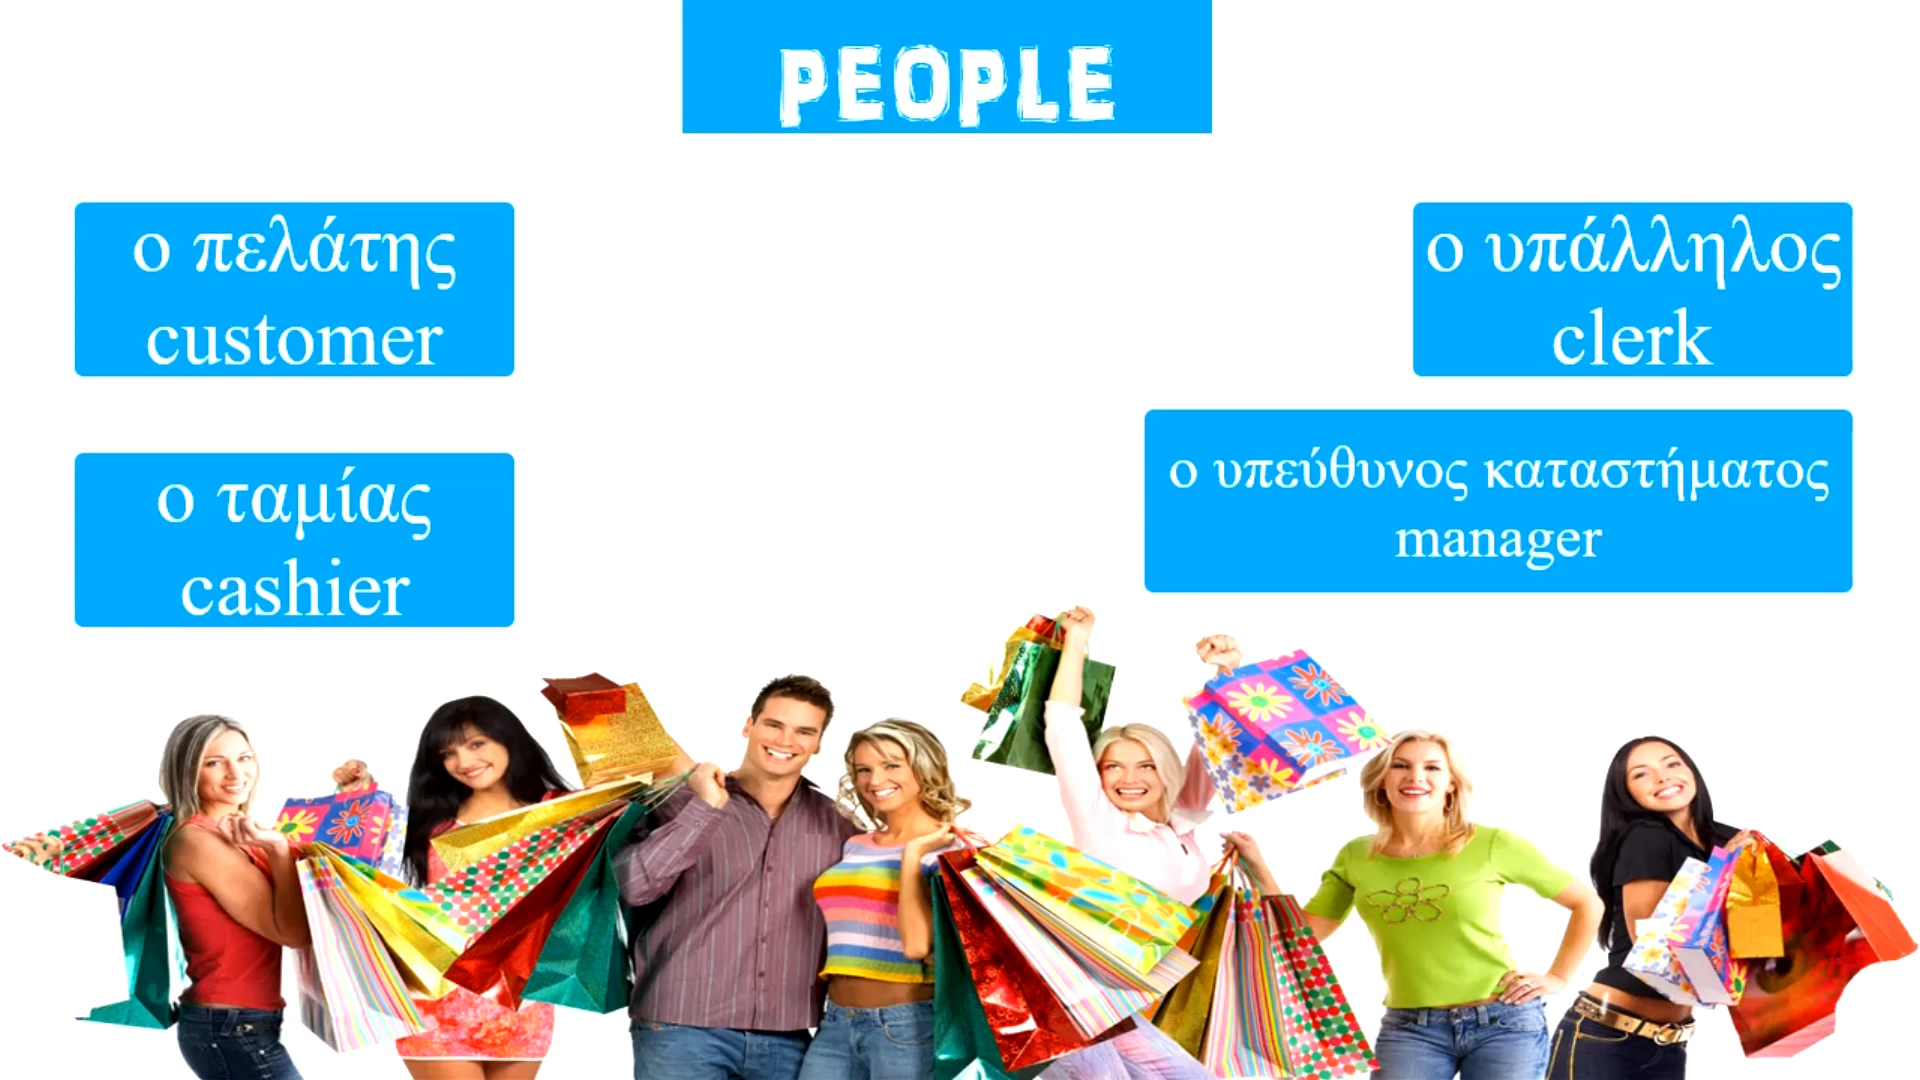 PEOPLE
ο πελάτης
customer
ο υπάλληλος
clerk
ο ταμίας
cashier
ο υπεύθυνος καταστήματος
manager